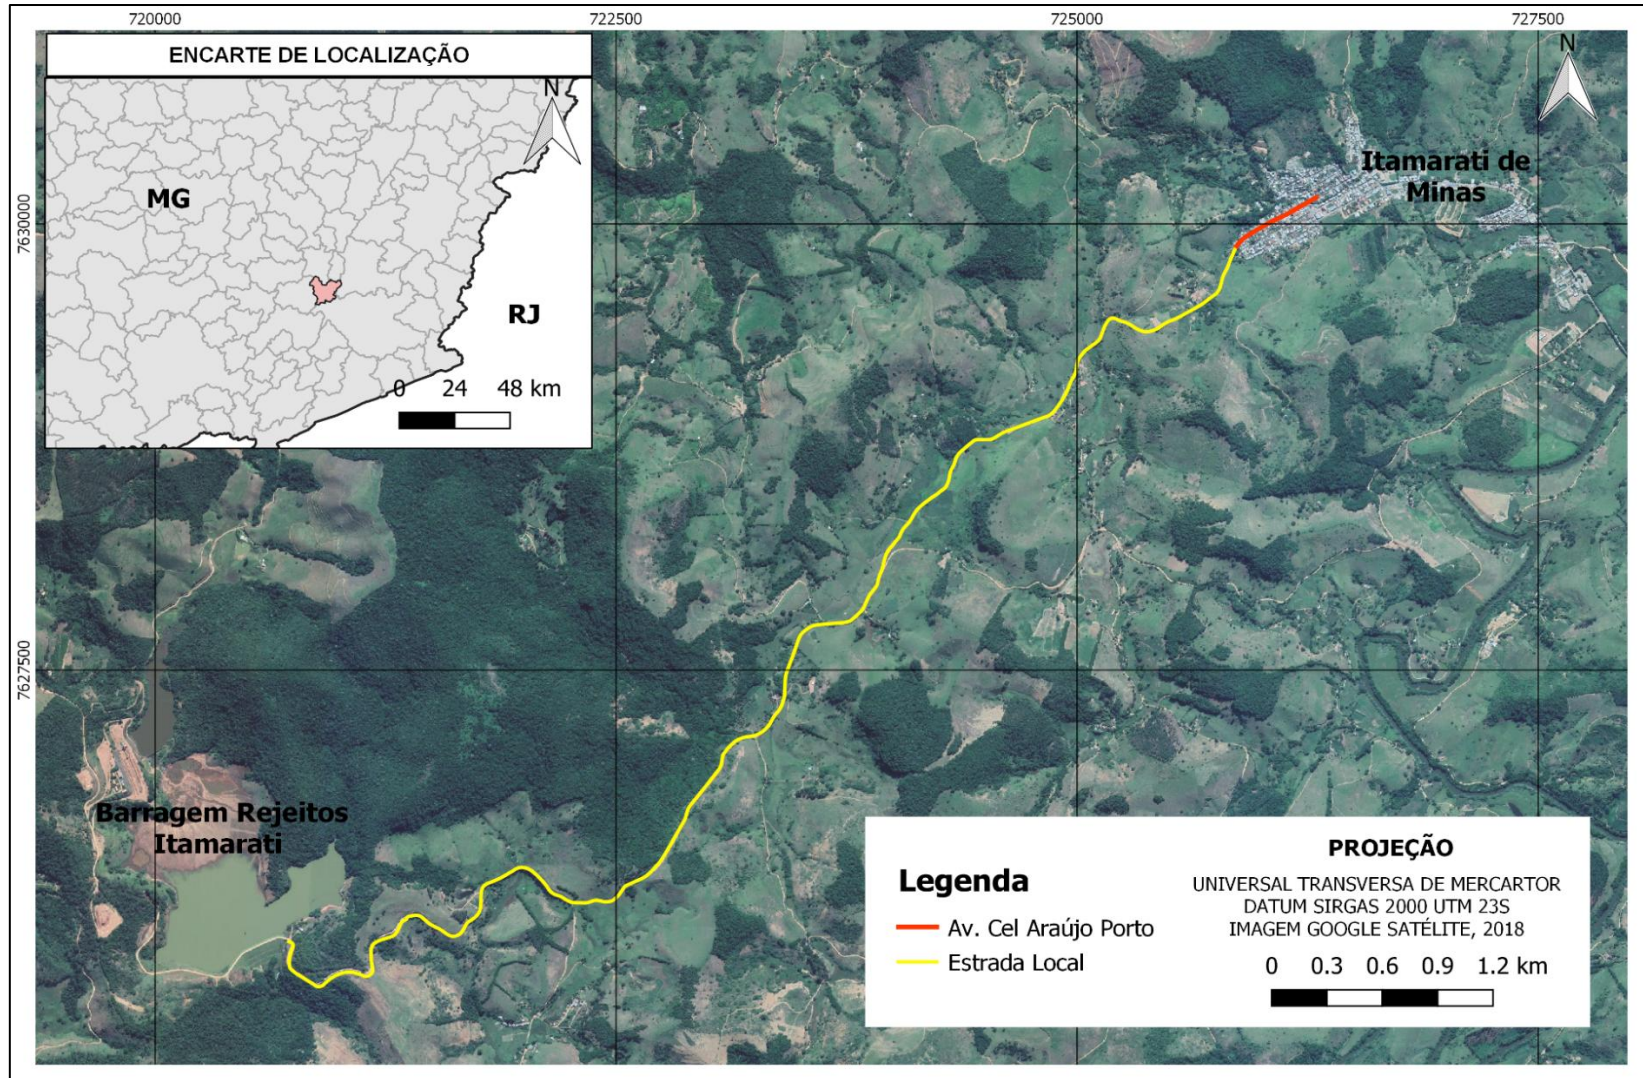 720000
722500
725000
727500
ENCARTE DE LOCALIZAÇÃO
N
MG
RJ
0 24 48 km
N
Itamarati de
Minas
7630000
7627500
Barragem Rejeitos
Itamarati
Legenda
Av. Cel Araújo Porto
Estrada Local
PROJEÇÃO
UNIVERSAL TRANSVERSA DE MERCARTOR
DATUM SIRGAS 2000 UTM 23S
IMAGEM GOOGLE SATÉLITE, 2018
0 0.3 0.6 0.9 1.2 km